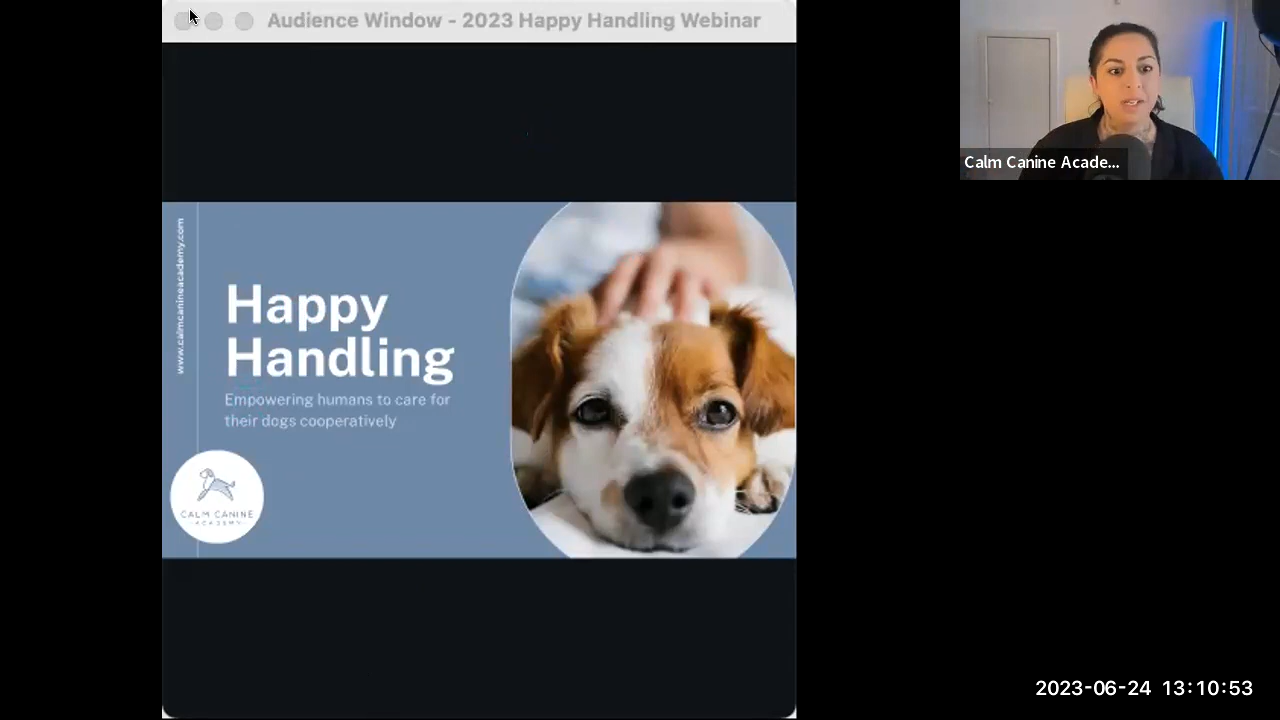 Audience Window - 2023 Happy Handling Webinar
Calm Canine Acade...
www.calmcanineacademy.com
Happy
Handling
Empowering humans to care for
their dogs cooperatively
CALM CANINE
ACADEMY
2023-06-24 13:10:53